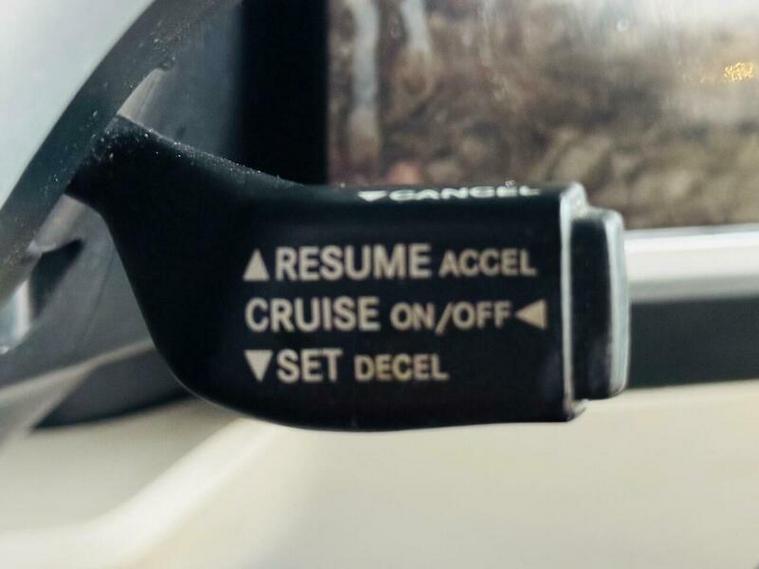 ▼CANCEL
▲RESUME ACCEL
CRUISE ON/OFF◀
▼SET DECEL